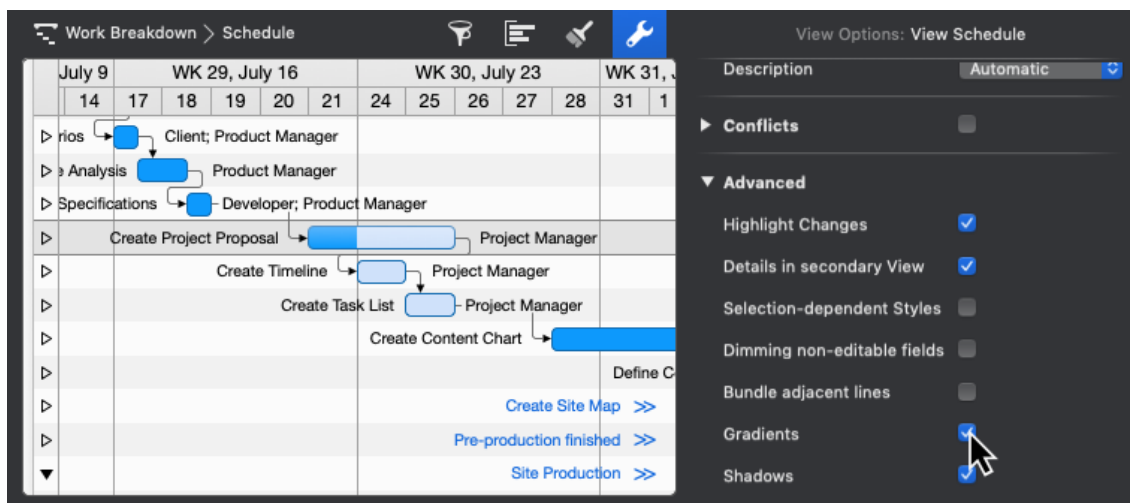 Work Breakdown > Schedule
View Options: View Schedule
July 9 WK 29, July 16 WK 30, July 23 WK 31, J
14 17 18 19 20 21 24 25 26 27 28 31 1
rios Client; Product Manager
e Analysis Product Manager
Specifications Developer; Product Manager
Create Project Proposal Project Manager
Create Timeline Project Manager
Create Task List Project Manager
Create Content Chart
Define C
Create Site Map >>
Pre-production finished >>
Site Production >>
Description Automatic
Conflicts
Advanced
Highlight Changes
Details in secondary View
Selection-dependent Styles
Dimming non-editable fields
Bundle adjacent lines
Gradients
Shadows